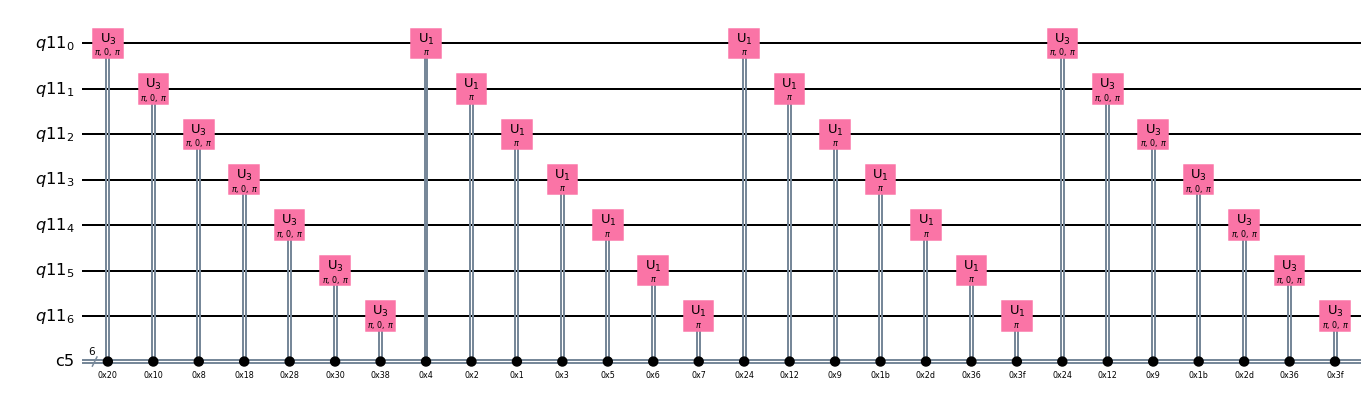 q11₀ U₃ π, 0, π U₁ π U₁ π U₃ π, 0, π
q11₁ U₃ π, 0, π U₁ π U₁ π U₃ π, 0, π
q11₂ U₃ π, 0, π U₁ π U₁ π U₃ π, 0, π
q11₃ U₃ π, 0, π U₁ π U₁ π U₃ π, 0, π
q11₄ U₃ π, 0, π U₁ π U₁ π U₃ π, 0, π
q11₅ U₃ π, 0, π U₁ π U₁ π U₃ π, 0, π
q11₆ U₃ π, 0, π U₁ π U₁ π U₃ π, 0, π
c5 6
0x20 0x10 0x8 0x18 0x28 0x30 0x38 0x4 0x2 0x1 0x3 0x5 0x6 0x7 0x24 0x12 0x9 0x1b 0x2d 0x36 0x3f 0x24 0x12 0x9 0x1b 0x2d 0x36 0x3f